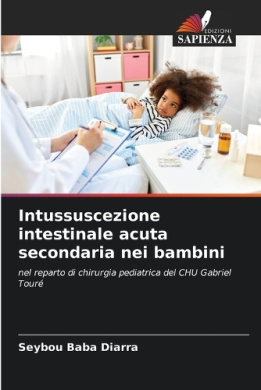 EDIZIONI
SAPIENZA
Intussuscezione
intestinale acuta
secondaria nei bambini
nel reparto di chirurgia pediatrica del CHU Gabriel
Touré
Seybou Baba Diarra